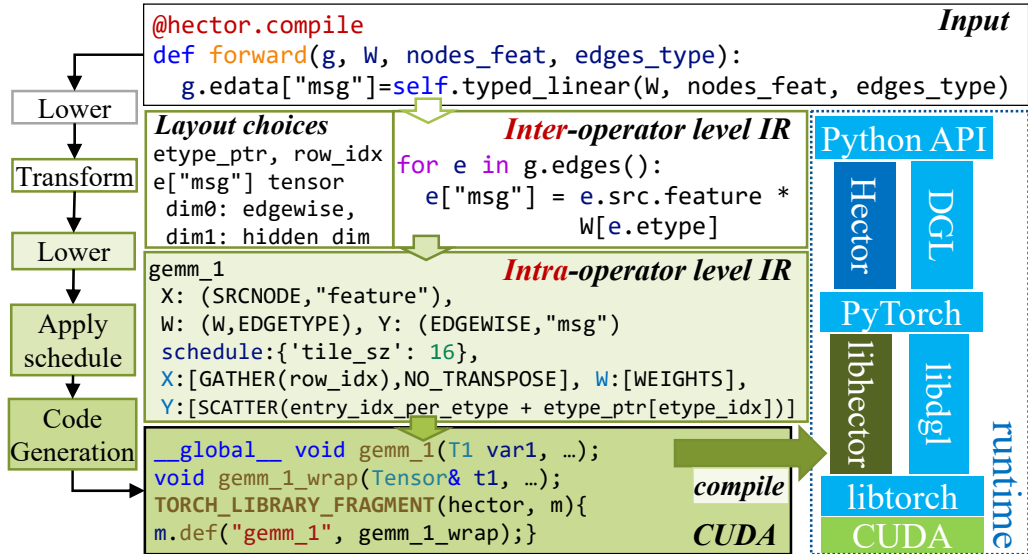 @hector.compile
Input
def forward(g, W, nodes_feat, edges_type):
g.edata["msg"]=self.typed_linear(W, nodes_feat, edges_type)
Lower
Transform
Lower
Apply
schedule
Code
Generation
Layout choices
etype_ptr, row_idx
e["msg"] tensor
dim0: edgewise,
dim1: hidden dim
Inter-operator level IR
for e in g.edges():
e["msg"] = e.src.feature *
W[e.etype]
gemm_1
Intra-operator level IR
X: (SRCNODE,"feature"),
W: (W,EDGETYPE), Y: (EDGEWISE,"msg")
schedule:{'tile_sz': 16},
X:[GATHER(row_idx),NO_TRANSPOSE], W:[WEIGHTS],
Y:[SCATTER(entry_idx_per_etype + etype_ptr[etype_idx])]
__global__ void gemm_1(T1 var1, …);
void gemm_1_wrap(Tensor& t1, …);
TORCH_LIBRARY_FRAGMENT(hector, m){
m.def("gemm_1", gemm_1_wrap);}
compile
CUDA
Python API
Hector
DGL
PyTorch
libhector
libdgl
libtorch
CUDA
runtime